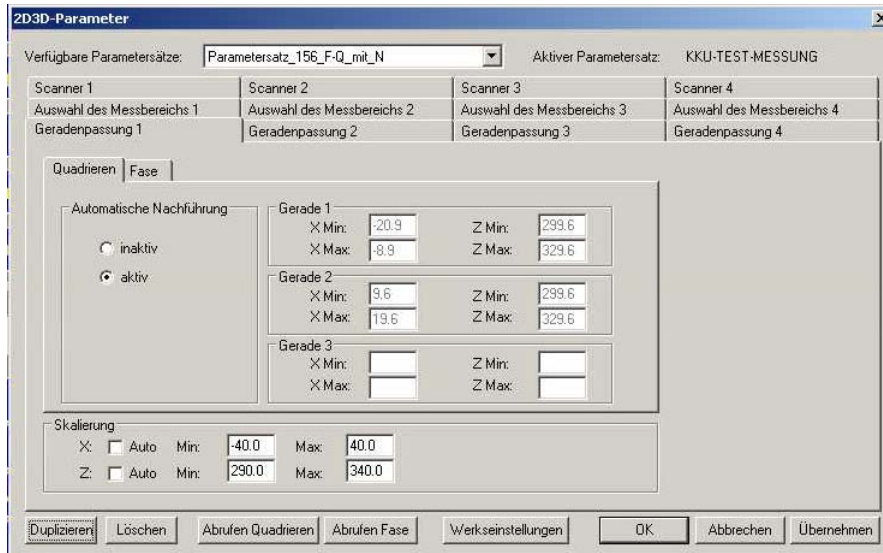 2D3D-Parameter
Verfügbare Parametersätze: Parametersatz_156_F-Q_mit_N Aktiver Parametersatz: KKU-TEST-MESSUNG
Scanner 1 Scanner 2 Scanner 3 Scanner 4
Auswahl des Messbereichs 1 Auswahl des Messbereichs 2 Auswahl des Messbereichs 3 Auswahl des Messbereichs 4
Geradenpassung 1 Geradenpassung 2 Geradenpassung 3 Geradenpassung 4
Quadrieren Fase
Automatische Nachführung
inaktiv
aktiv
Gerade 1
X Min: -20.9 Z Min: 299.6
X Max: -8.9 Z Max: 329.6
Gerade 2
X Min: 9.6 Z Min: 299.6
X Max: 19.6 Z Max: 329.6
Gerade 3
X Min: Z Min:
X Max: Z Max:
Skalierung
X: Auto Min: -40.0 Max: 40.0
Z: Auto Min: 290.0 Max: 340.0
Duplizieren Löschen Abrufen Quadrieren Abrufen Fase Werkseinstellungen OK Abbrechen Übernehmen